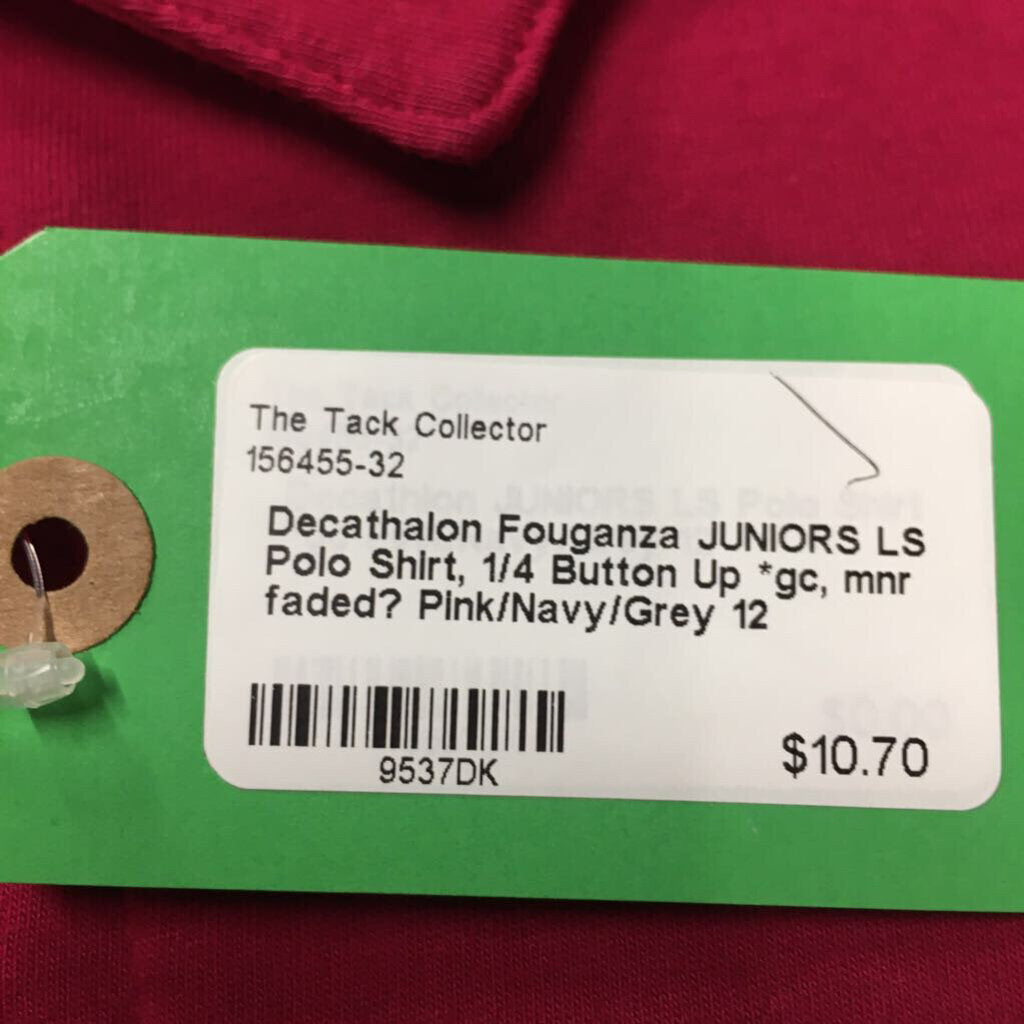 The Tack Collector
156455-32
Decathalon Fouganza JUNIORS LS
Polo Shirt, 1/4 Button Up *gc, mnr
faded? Pink/Navy/Grey 12
9537DK
$10.70